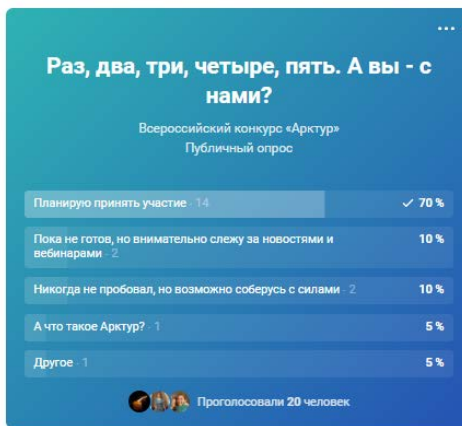 Раз, два, три, четыре, пять. А вы - с
нами?
Всероссийский конкурс «Арктур»
Публичный опрос
Планирую принять участие · 14 70 %
Пока не готов, но внимательно слежу за новостями и 10 %
вебинарами · 2
Никогда не пробовал, но возможно соберусь с силами · 2 10 %
А что такое Арктур? · 1 5 %
Другое · 1 5 %
Проголосовали 20 человек